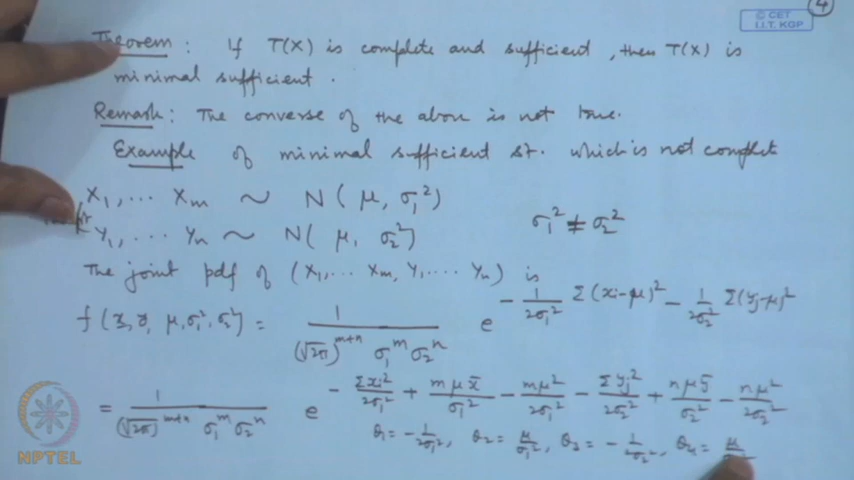 4
© CET
I.I.T. KGP
Theorem : If T(X) is complete and sufficient, then T(X) is
minimal sufficient.
Remark : The converse of the above is not true.
Example of minimal sufficient st. which is not complete
X₁, ... Xₘ ~ N(μ, σ₁²)
Y₁, ... Yₙ ~ N(μ, σ₂²) σ₁² ≠ σ₂²
The joint pdf of (X₁, ... Xₘ, Y₁, ... Yₙ) is
f(x, y, μ, σ₁², σ₂²) = 1/((√2π)^(m+n) σ₁^m σ₂^n) e^(-1/(2σ₁²) Σ(xᵢ-μ)² - 1/(2σ₂²) Σ(yⱼ-μ)²)
= 1/((√2π)^(m+n) σ₁^m σ₂^n) e^(-Σxᵢ²/(2σ₁²) + mμx̄/σ₁² - mμ²/(2σ₁²) - Σyⱼ²/(2σ₂²) + nμȳ/σ₂² - nμ²/(2σ₂²))
θ₁ = -1/(2σ₁²), θ₂ = μ/σ₁², θ₃ = -1/(2σ₂²), θ₄ = μ/
NPTEL